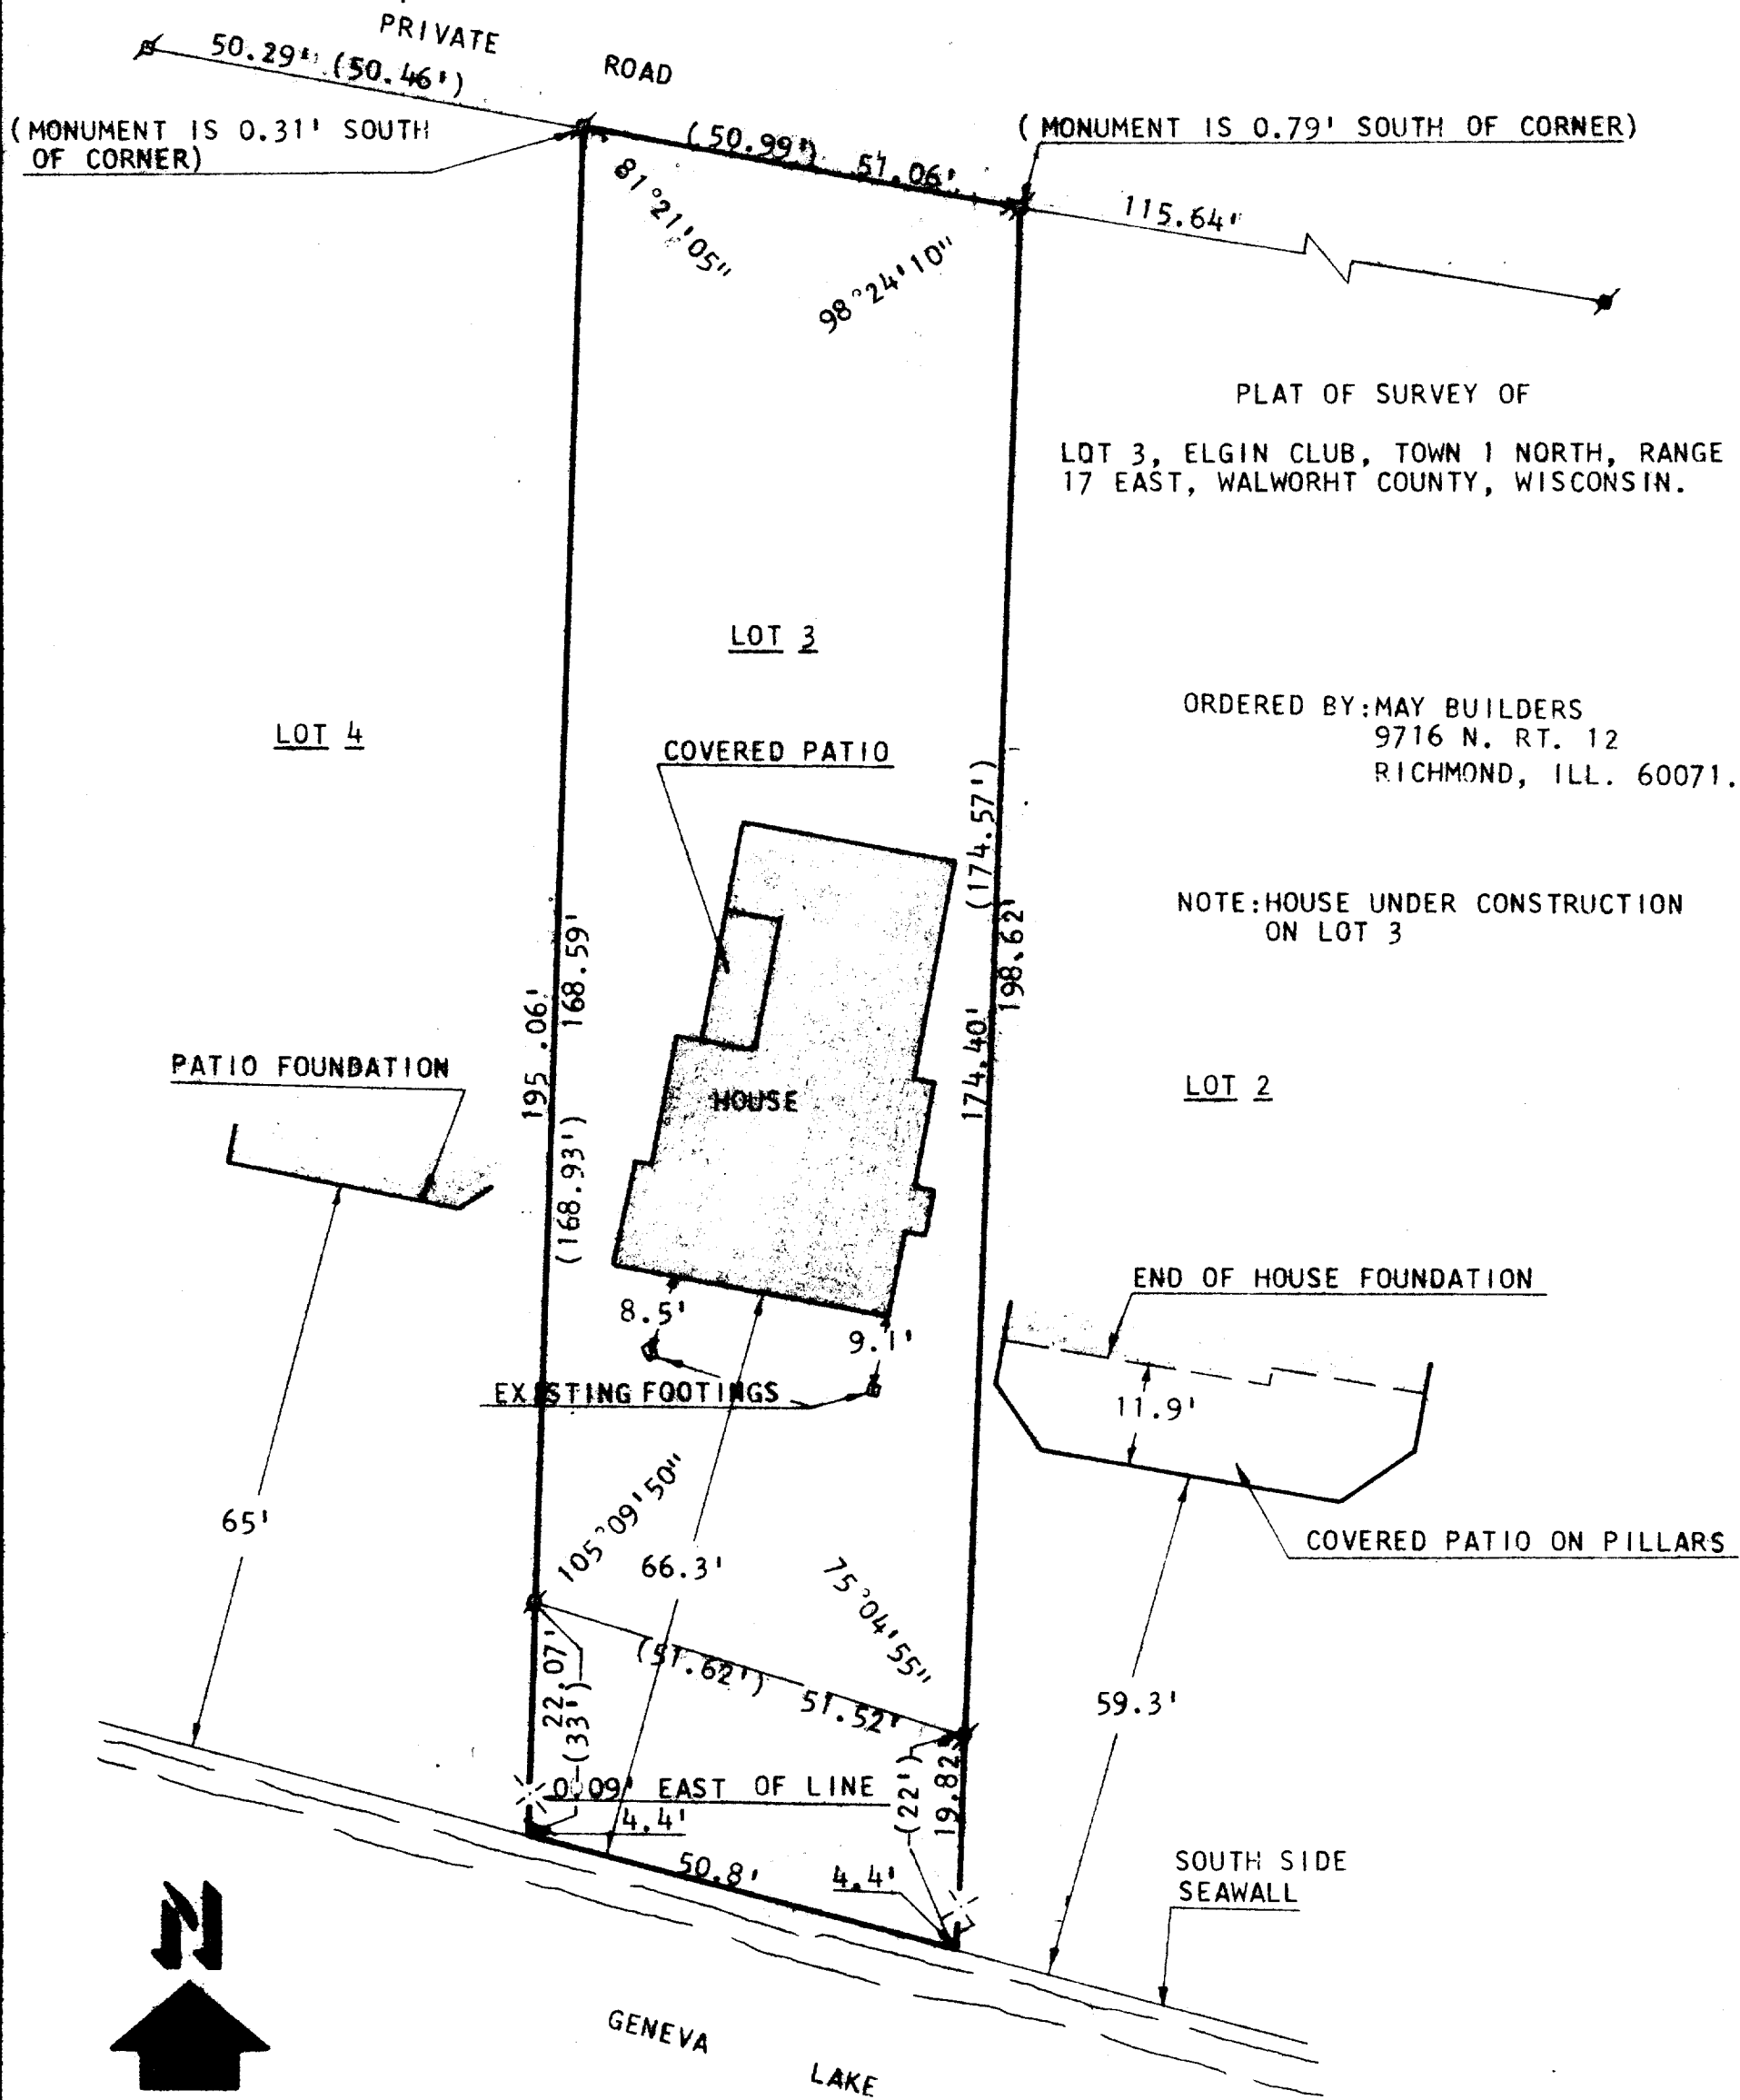 PRIVATE
ROAD
50.29' (50.46')
(MONUMENT IS 0.31' SOUTH
OF CORNER)
(50.99') 51.06'
(MONUMENT IS 0.79' SOUTH OF CORNER)
115.64'
81°21'05"
98°24'10"
PLAT OF SURVEY OF
LOT 3, ELGIN CLUB, TOWN 1 NORTH, RANGE
17 EAST, WALWORHT COUNTY, WISCONSIN.
LOT 3
LOT 4
ORDERED BY: MAY BUILDERS
9716 N. RT. 12
RICHMOND, ILL. 60071.
COVERED PATIO
(174.57')
198.62'
174.40'
NOTE: HOUSE UNDER CONSTRUCTION
ON LOT 3
168.59'
195.06'
(168.93')
PATIO FOUNDATION
HOUSE
LOT 2
END OF HOUSE FOUNDATION
8.5'
9.1'
EXISTING FOOTINGS
11.9'
65'
105°09'50"
66.3'
75°04'55"
COVERED PATIO ON PILLARS
(51.62') 51.52'
22.07'
(33')
59.3'
(22')
19.82'
0.09' EAST OF LINE
4.4'
50.8'
4.4'
SOUTH SIDE
SEAWALL
N
GENEVA
LAKE